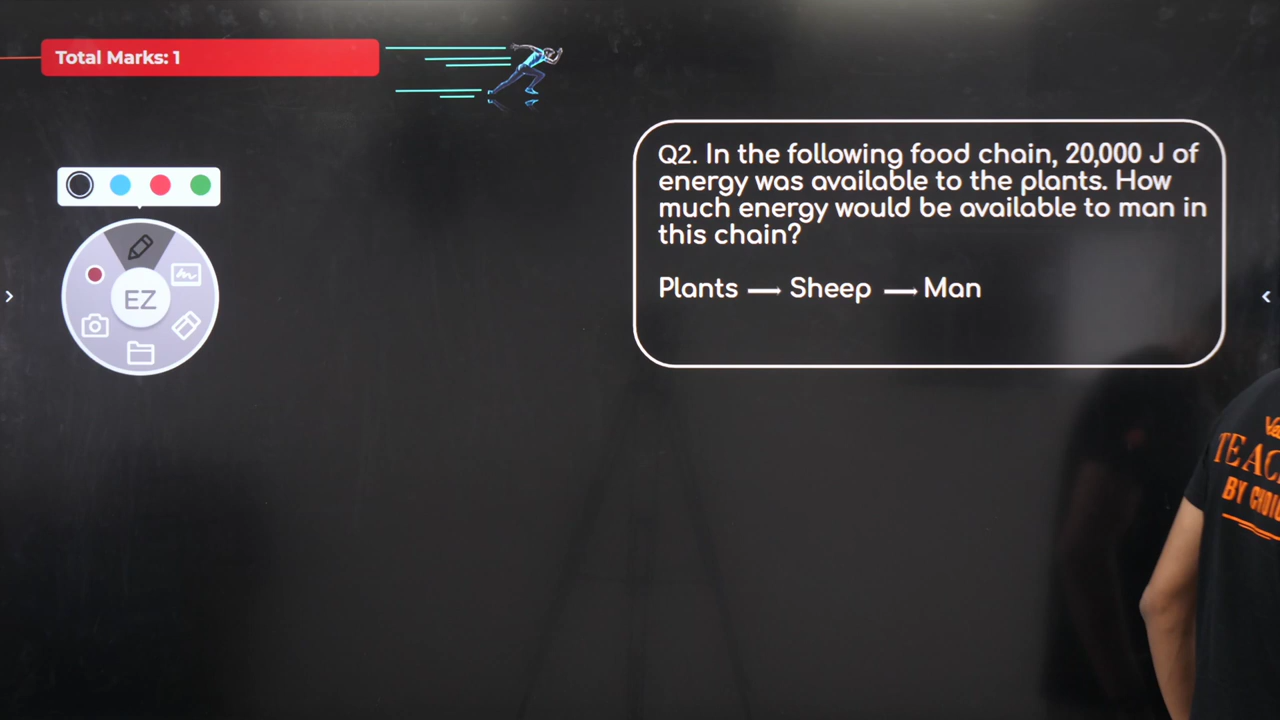 Total Marks: 1
Q2. In the following food chain, 20,000 J of
energy was available to the plants. How
much energy would be available to man in
this chain?
Plants — Sheep — Man
EZ
BY